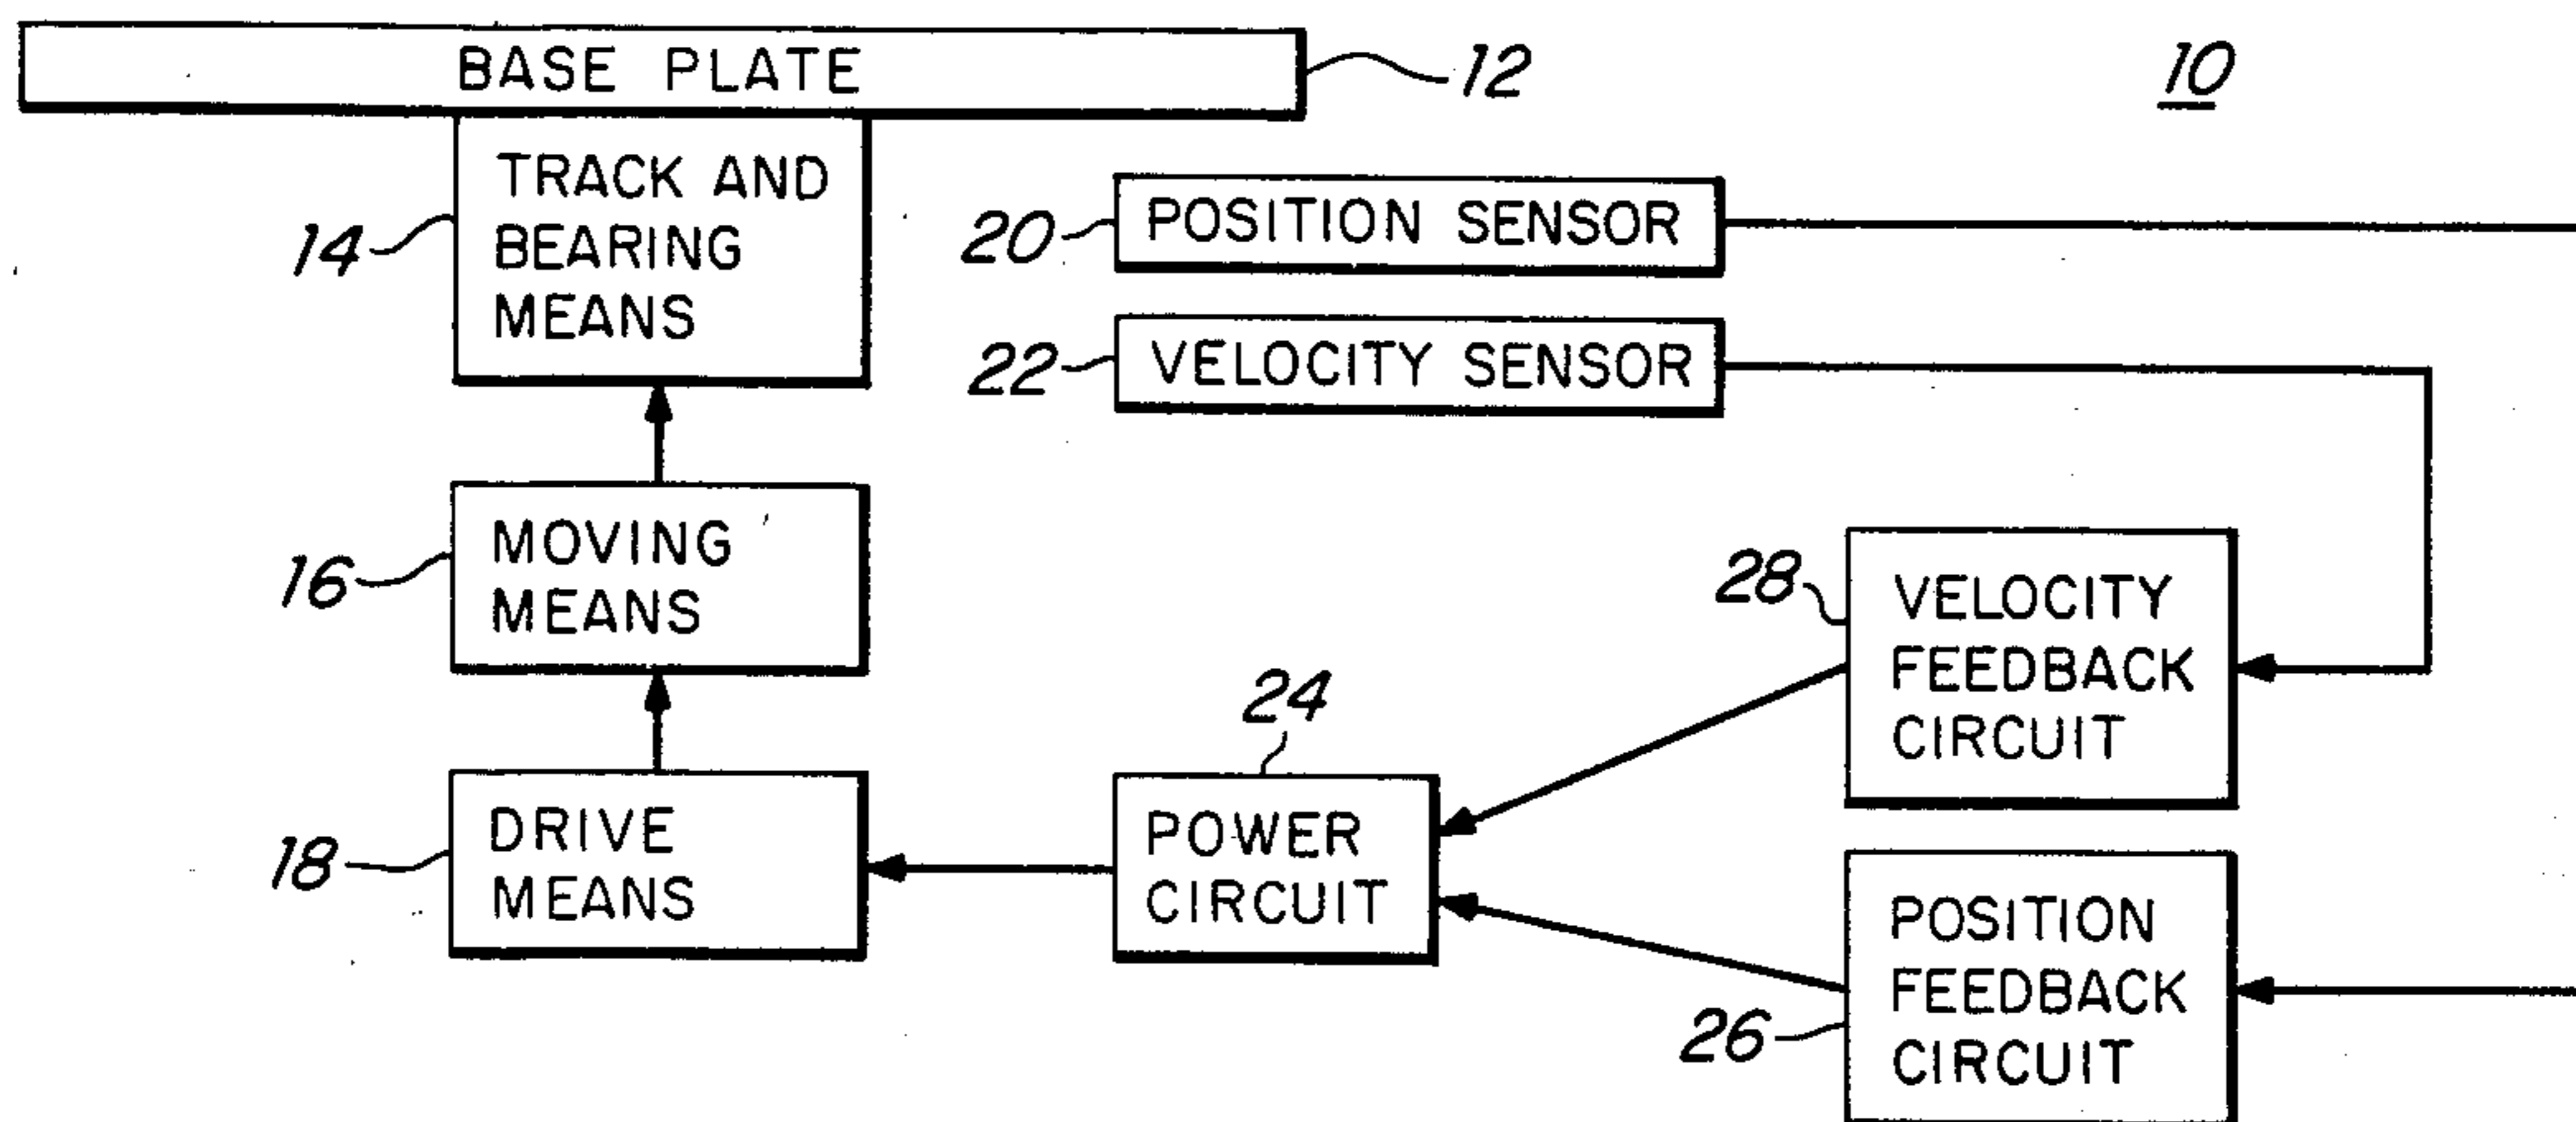 BASE PLATE
12
10
TRACK AND
BEARING
MEANS
14
20
POSITION SENSOR
22
VELOCITY SENSOR
16
MOVING
MEANS
28
VELOCITY
FEEDBACK
CIRCUIT
24
18
DRIVE
MEANS
POWER
CIRCUIT
26
POSITION
FEEDBACK
CIRCUIT